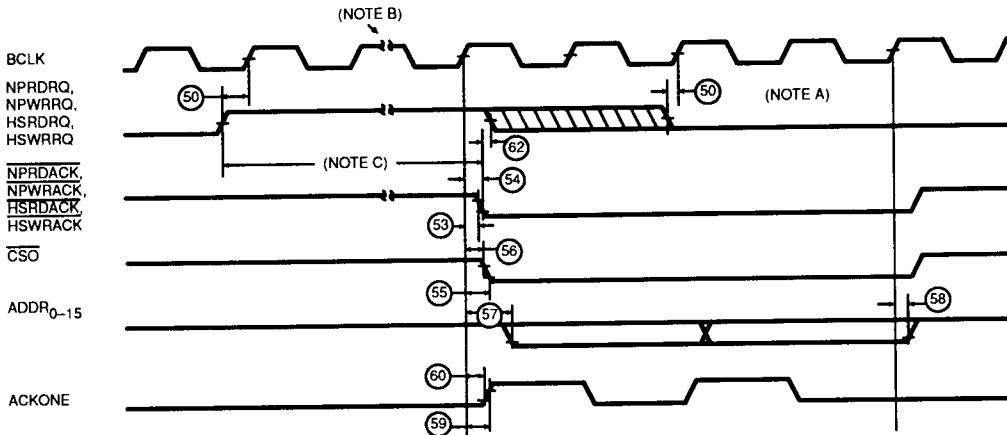 (NOTE B)
BCLK
NPRDRQ,
NPWRRQ,
HSRDRQ,
HSWRRQ
50
50
(NOTE A)
62
(NOTE C)
54
NPRDACK,
NPWRACK,
HSRDACK,
HSWRACK
53
56
CSO
55
58
ADDR0–15
57
60
ACKONE
59